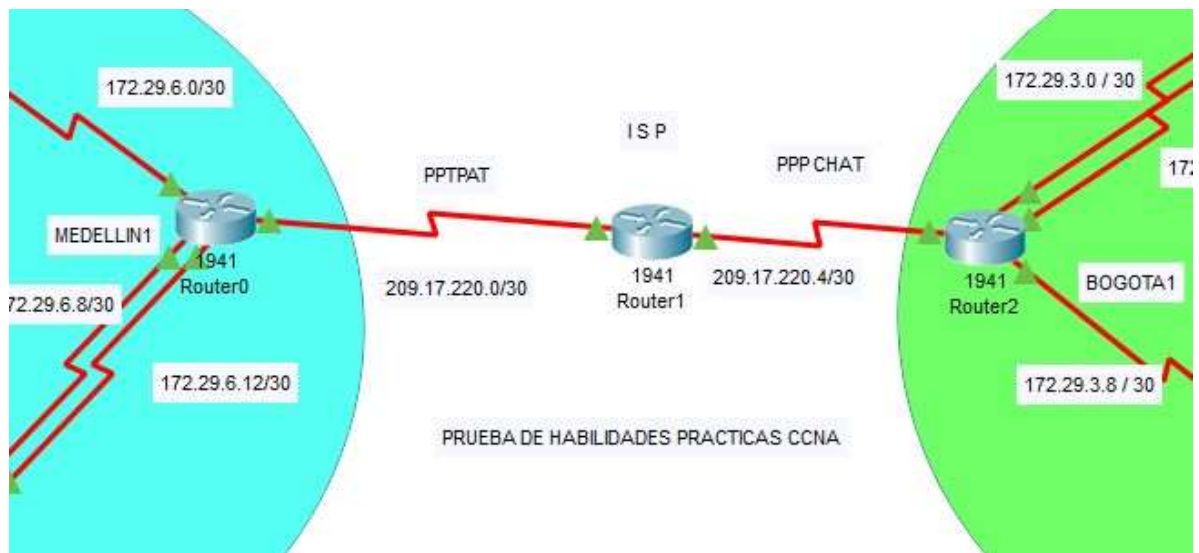 172.29.6.0/30
172.29.3.0 / 30
I S P
PPTPAT
PPP CHAT
MEDELLIN1
1941
Router0
209.17.220.0/30
1941
Router1
209.17.220.4/30
1941
Router2
BOGOTA1
172.29.6.12/30
172.29.3.8 / 30
PRUEBA DE HABILIDADES PRACTICAS CCNA